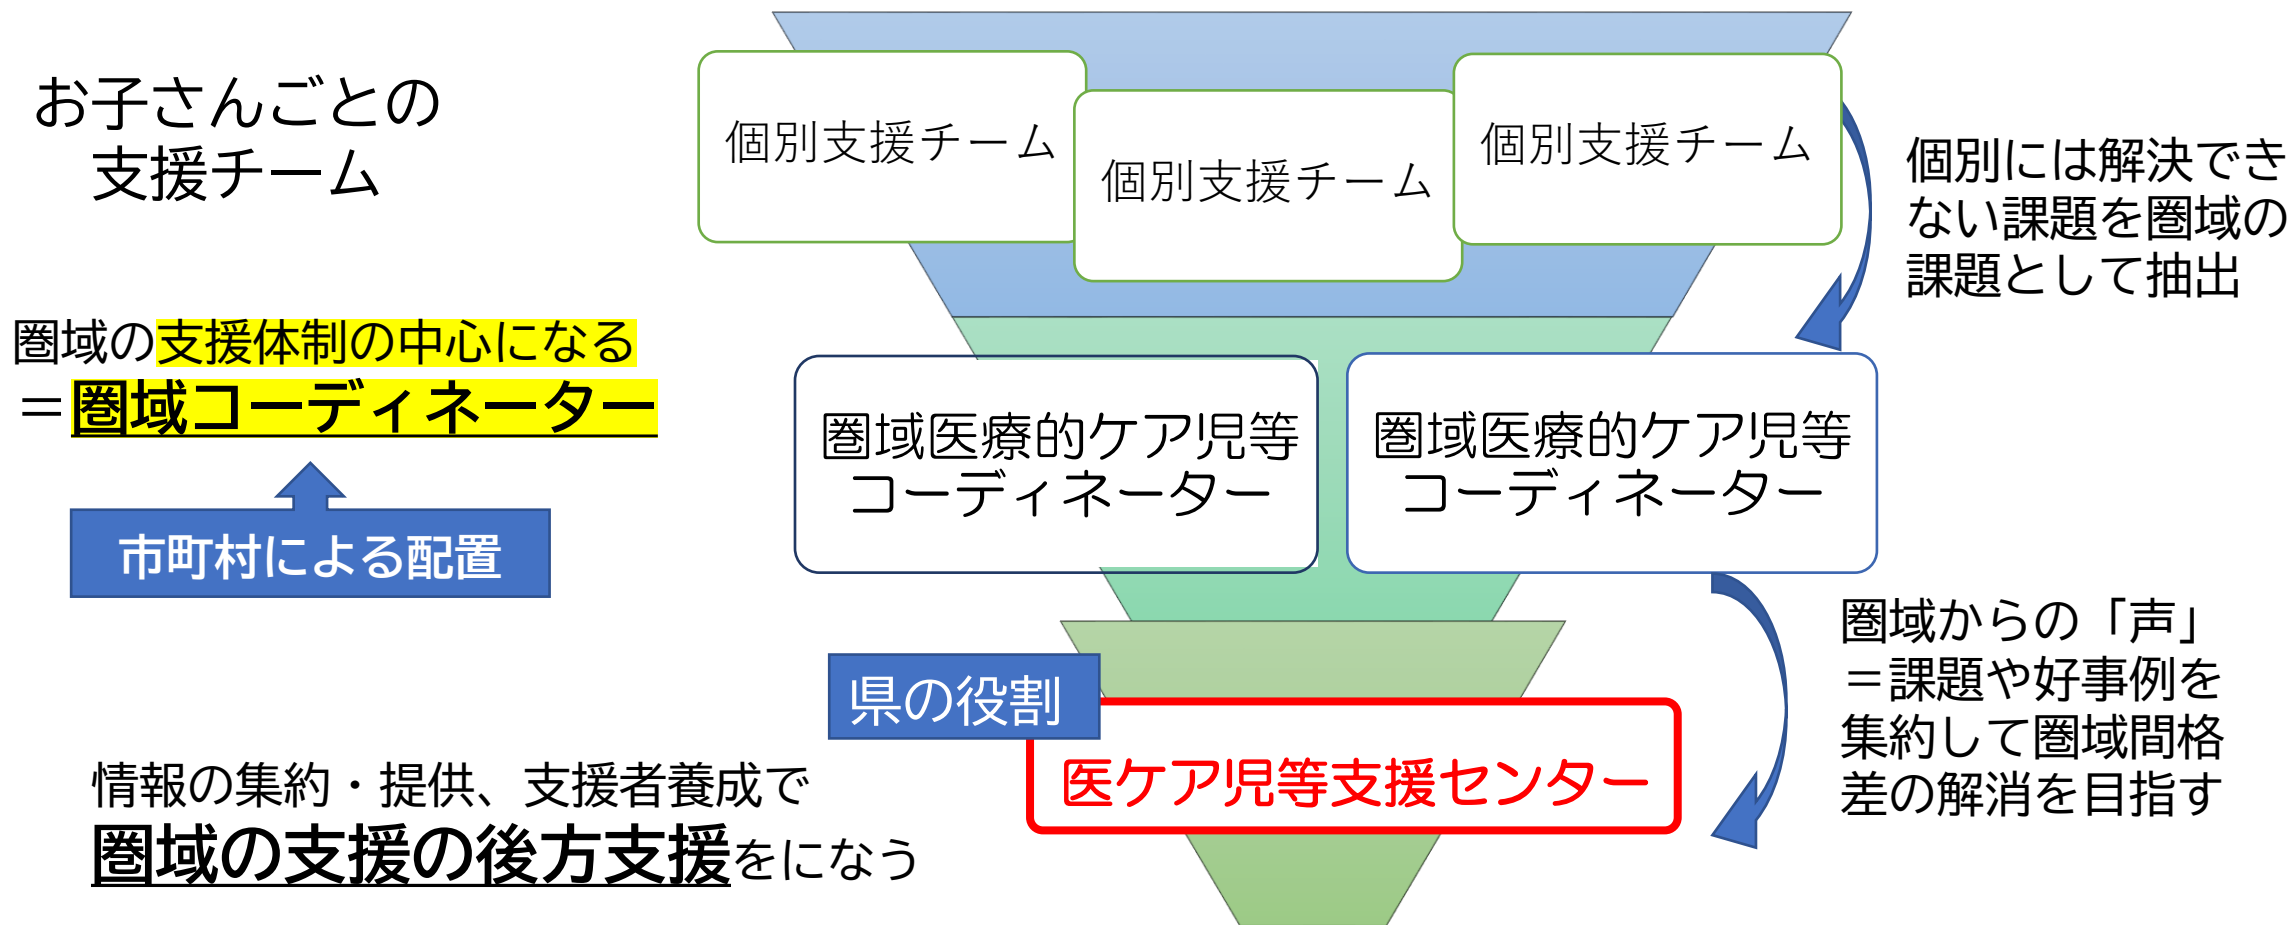 お子さんごとの
支援チーム
個別支援チーム
個別支援チーム
個別支援チーム
個別には解決でき
ない課題を圏域の
課題として抽出
圏域の支援体制の中心になる
＝圏域コーディネーター
市町村による配置
圏域医療的ケア児等
コーディネーター
圏域医療的ケア児等
コーディネーター
圏域からの「声」
＝課題や好事例を
集約して圏域間格
差の解消を目指す
県の役割
医ケア児等支援センター
情報の集約・提供、支援者養成で
圏域の支援の後方支援をになう